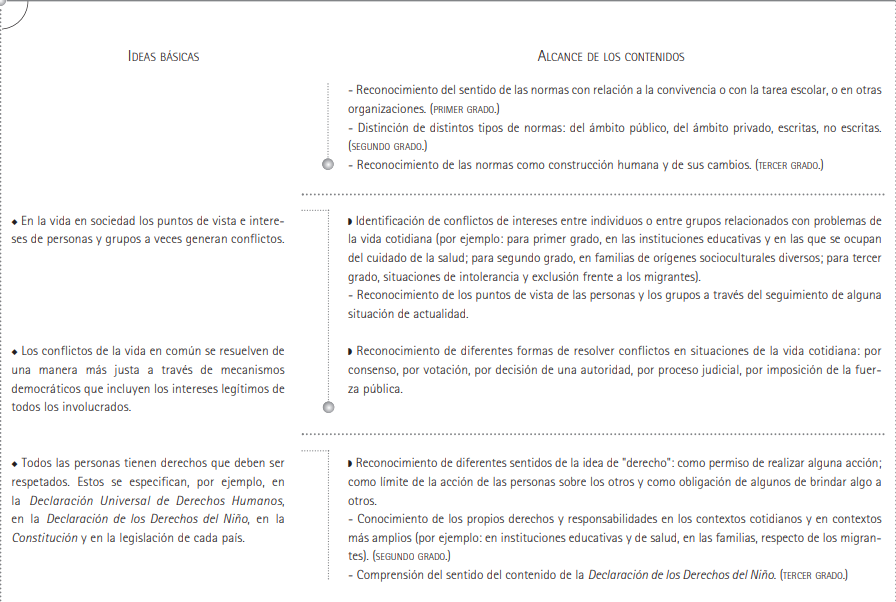 IDEAS BÁSICAS
ALCANCE DE LOS CONTENIDOS
- Reconocimiento del sentido de las normas con relación a la convivencia o con la tarea escolar, o en otras
organizaciones. (PRIMER GRADO.)
- Distinción de distintos tipos de normas: del ámbito público, del ámbito privado, escritas, no escritas.
(SEGUNDO GRADO.)
- Reconocimiento de las normas como construcción humana y de sus cambios. (TERCER GRADO.)
◆ En la vida en sociedad los puntos de vista e intere-
ses de personas y grupos a veces generan conflictos.
◗ Identificación de conflictos de intereses entre individuos o entre grupos relacionados con problemas de
la vida cotidiana (por ejemplo: para primer grado, en las instituciones educativas y en las que se ocupan
del cuidado de la salud; para segundo grado, en familias de orígenes socioculturales diversos; para tercer
grado, situaciones de intolerancia y exclusión frente a los migrantes).
- Reconocimiento de los puntos de vista de las personas y los grupos a través del seguimiento de alguna
situación de actualidad.
◆ Los conflictos de la vida en común se resuelven de
una manera más justa a través de mecanismos
democráticos que incluyen los intereses legítimos de
todos los involucrados.
◗ Reconocimiento de diferentes formas de resolver conflictos en situaciones de la vida cotidiana: por
consenso, por votación, por decisión de una autoridad, por proceso judicial, por imposición de la fuer-
za pública.
◆ Todos las personas tienen derechos que deben ser
respetados. Estos se especifican, por ejemplo, en
la Declaración Universal de Derechos Humanos,
en la Declaración de los Derechos del Niño, en la
Constitución y en la legislación de cada país.
◗ Reconocimiento de diferentes sentidos de la idea de "derecho": como permiso de realizar alguna acción;
como límite de la acción de las personas sobre los otros y como obligación de algunos de brindar algo a
otros.
- Conocimiento de los propios derechos y responsabilidades en los contextos cotidianos y en contextos
más amplios (por ejemplo: en instituciones educativas y de salud, en las familias, respecto de los migran-
tes). (SEGUNDO GRADO.)
- Comprensión del sentido del contenido de la Declaración de los Derechos del Niño. (TERCER GRADO.)